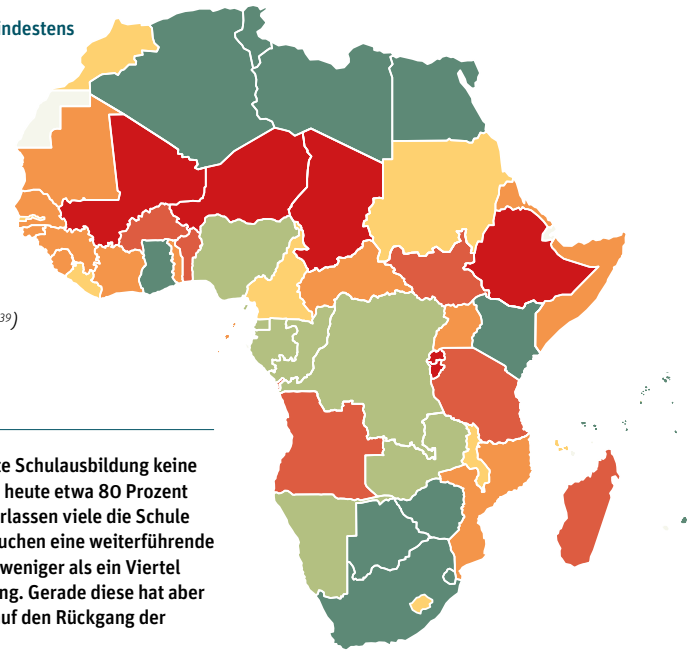 indestens
39)
te Schulausbildung keine
heute etwa 80 Prozent
rlassen viele die Schule
uchen eine weiterführende
weniger als ein Viertel
ng. Gerade diese hat aber
uf den Rückgang der